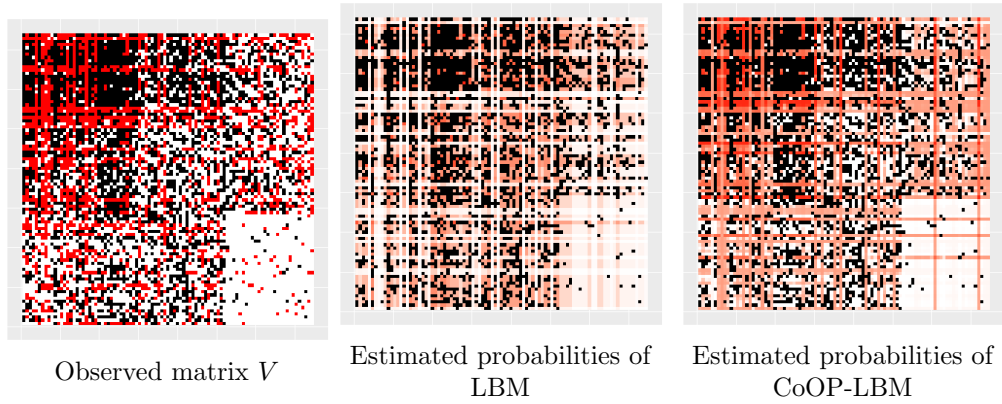 Observed matrix V
Estimated probabilities of
LBM
Estimated probabilities of
CoOP-LBM